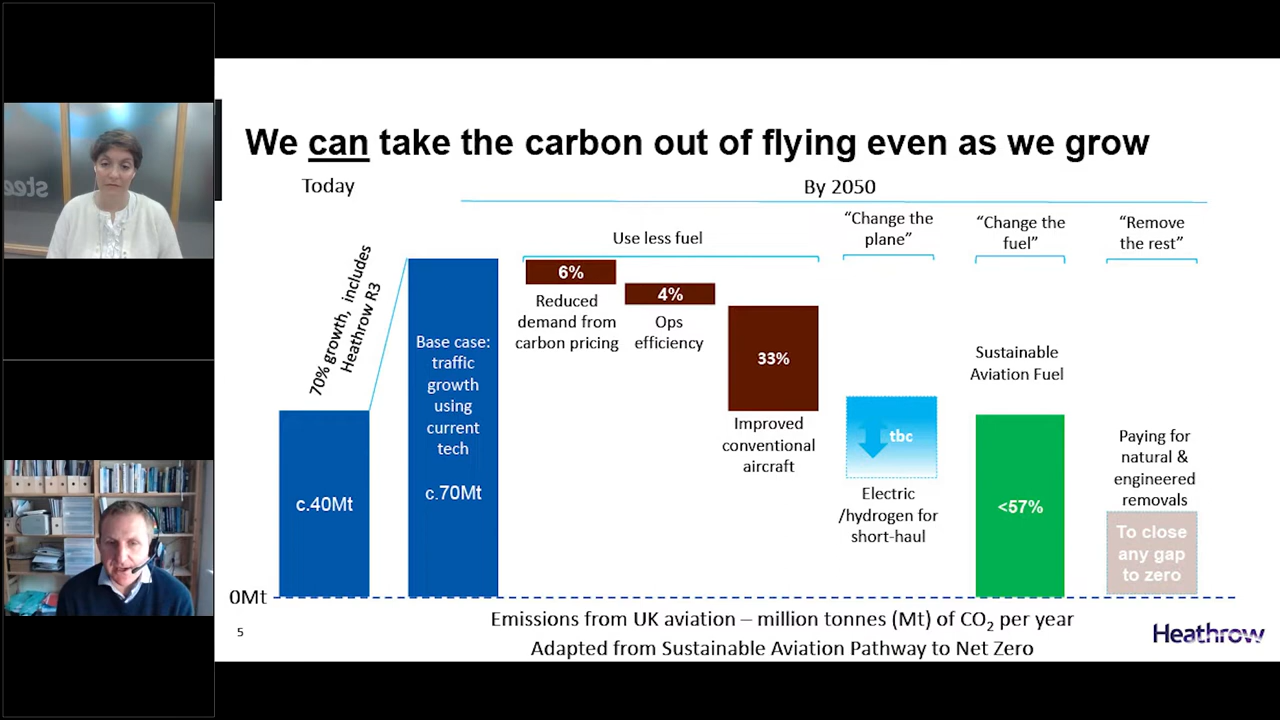 We can take the carbon out of flying even as we grow
Today
By 2050
70% growth, includes
Heathrow R3
Use less fuel
“Change the
plane”
“Change the
fuel”
“Remove
the rest”
c.40Mt
Base case:
traffic
growth
using
current
tech
c.70Mt
6%
Reduced
demand from
carbon pricing
4%
Ops
efficiency
33%
Improved
conventional
aircraft
tbc
Electric
/hydrogen for
short-haul
Sustainable
Aviation Fuel
<57%
Paying for
natural &
engineered
removals
To close
any gap
to zero
0Mt
Emissions from UK aviation – million tonnes (Mt) of CO2 per year
Adapted from Sustainable Aviation Pathway to Net Zero
5
Heathrow